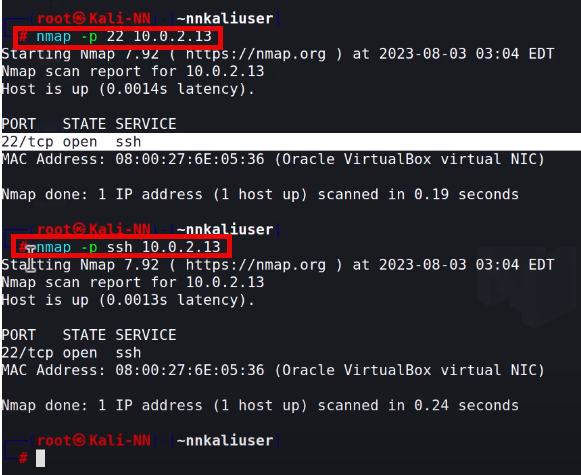 ┌──(root㉿Kali-NN)-[~nnkaliuser]
└─# nmap -p 22 10.0.2.13
Starting Nmap 7.92 ( https://nmap.org ) at 2023-08-03 03:04 EDT
Nmap scan report for 10.0.2.13
Host is up (0.0014s latency).
PORT   STATE SERVICE
22/tcp open  ssh
MAC Address: 08:00:27:6E:05:36 (Oracle VirtualBox virtual NIC)
Nmap done: 1 IP address (1 host up) scanned in 0.19 seconds
┌──(root㉿Kali-NN)-[~nnkaliuser]
└─# nmap -p ssh 10.0.2.13
Starting Nmap 7.92 ( https://nmap.org ) at 2023-08-03 03:04 EDT
Nmap scan report for 10.0.2.13
Host is up (0.0013s latency).
PORT   STATE SERVICE
22/tcp open  ssh
MAC Address: 08:00:27:6E:05:36 (Oracle VirtualBox virtual NIC)
Nmap done: 1 IP address (1 host up) scanned in 0.24 seconds
┌──(root㉿Kali-NN)-[~nnkaliuser]
└─#